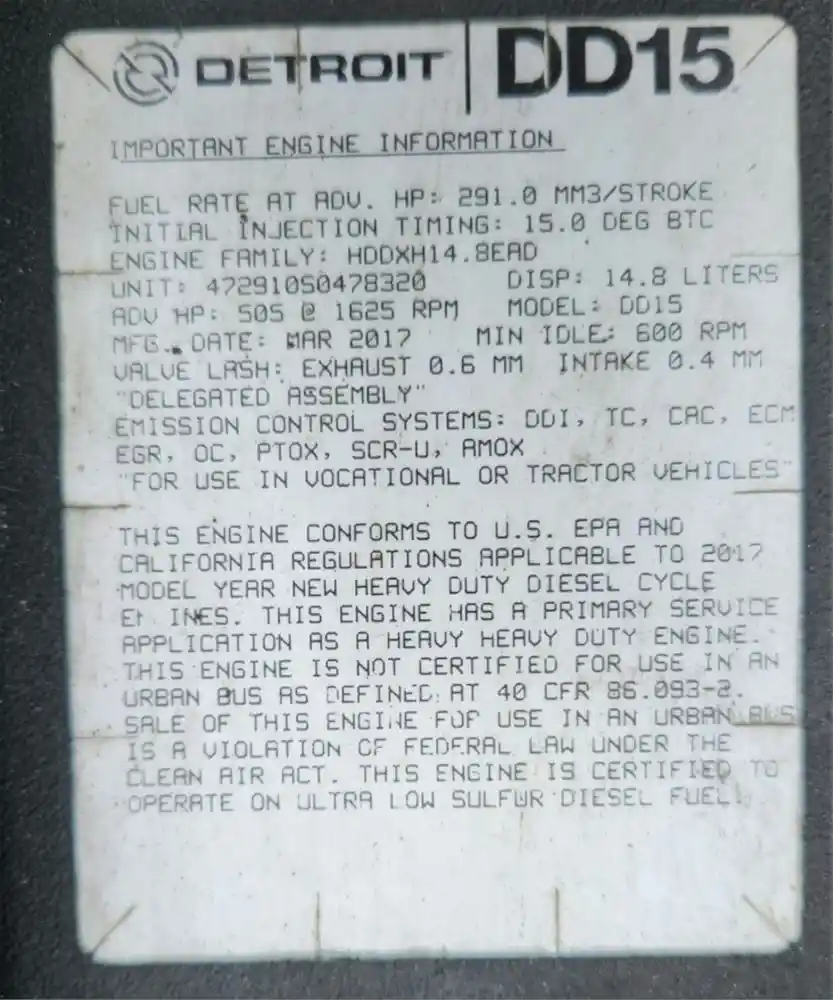 DETROIT DD15
IMPORTANT ENGINE INFORMATION
FUEL RATE AT ADV. HP: 291.0 MM3/STROKE
INITIAL INJECTION TIMING: 15.0 DEG BTC
ENGINE FAMILY: HDDXH14.8EAD
UNIT: 472910S0478320 DISP: 14.8 LITERS
ADV HP: 505 @ 1625 RPM MODEL: DD15
MFG. DATE: MAR 2017 MIN IDLE: 600 RPM
VALVE LASH: EXHAUST 0.6 MM INTAKE 0.4 MM
"DELEGATED ASSEMBLY"
EMISSION CONTROL SYSTEMS: DDI, TC, CAC, ECM
EGR, OC, PTOX, SCR-U, AMOX
"FOR USE IN VOCATIONAL OR TRACTOR VEHICLES"
THIS ENGINE CONFORMS TO U.S. EPA AND
CALIFORNIA REGULATIONS APPLICABLE TO 2017
MODEL YEAR NEW HEAVY DUTY DIESEL CYCLE
ENGINES. THIS ENGINE HAS A PRIMARY SERVICE
APPLICATION AS A HEAVY HEAVY DUTY ENGINE.
THIS ENGINE IS NOT CERTIFIED FOR USE IN AN
URBAN BUS AS DEFINED AT 40 CFR 86.093-2.
SALE OF THIS ENGINE FOR USE IN AN URBAN BUS
IS A VIOLATION OF FEDERAL LAW UNDER THE
CLEAN AIR ACT. THIS ENGINE IS CERTIFIED TO
OPERATE ON ULTRA LOW SULFUR DIESEL FUEL.